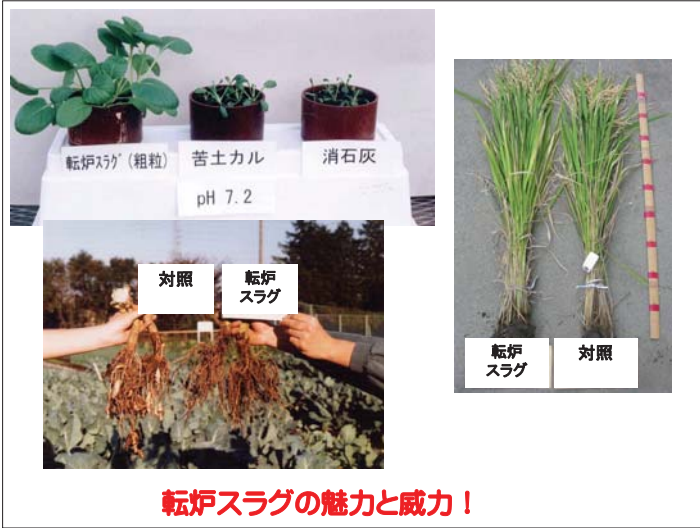 転炉スラグ(粗粒)
苦土カル
消石灰
pH 7.2
対照
転炉
スラグ
転炉
スラグ
対照
転炉スラグの魅力と威力！